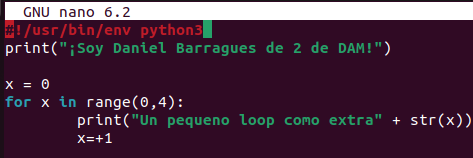 GNU nano 6.2
#!/usr/bin/env python3
print("¡Soy Daniel Barragues de 2 de DAM!")
x = 0
for x in range(0,4):
        print("Un pequeno loop como extra" + str(x))
        x=+1